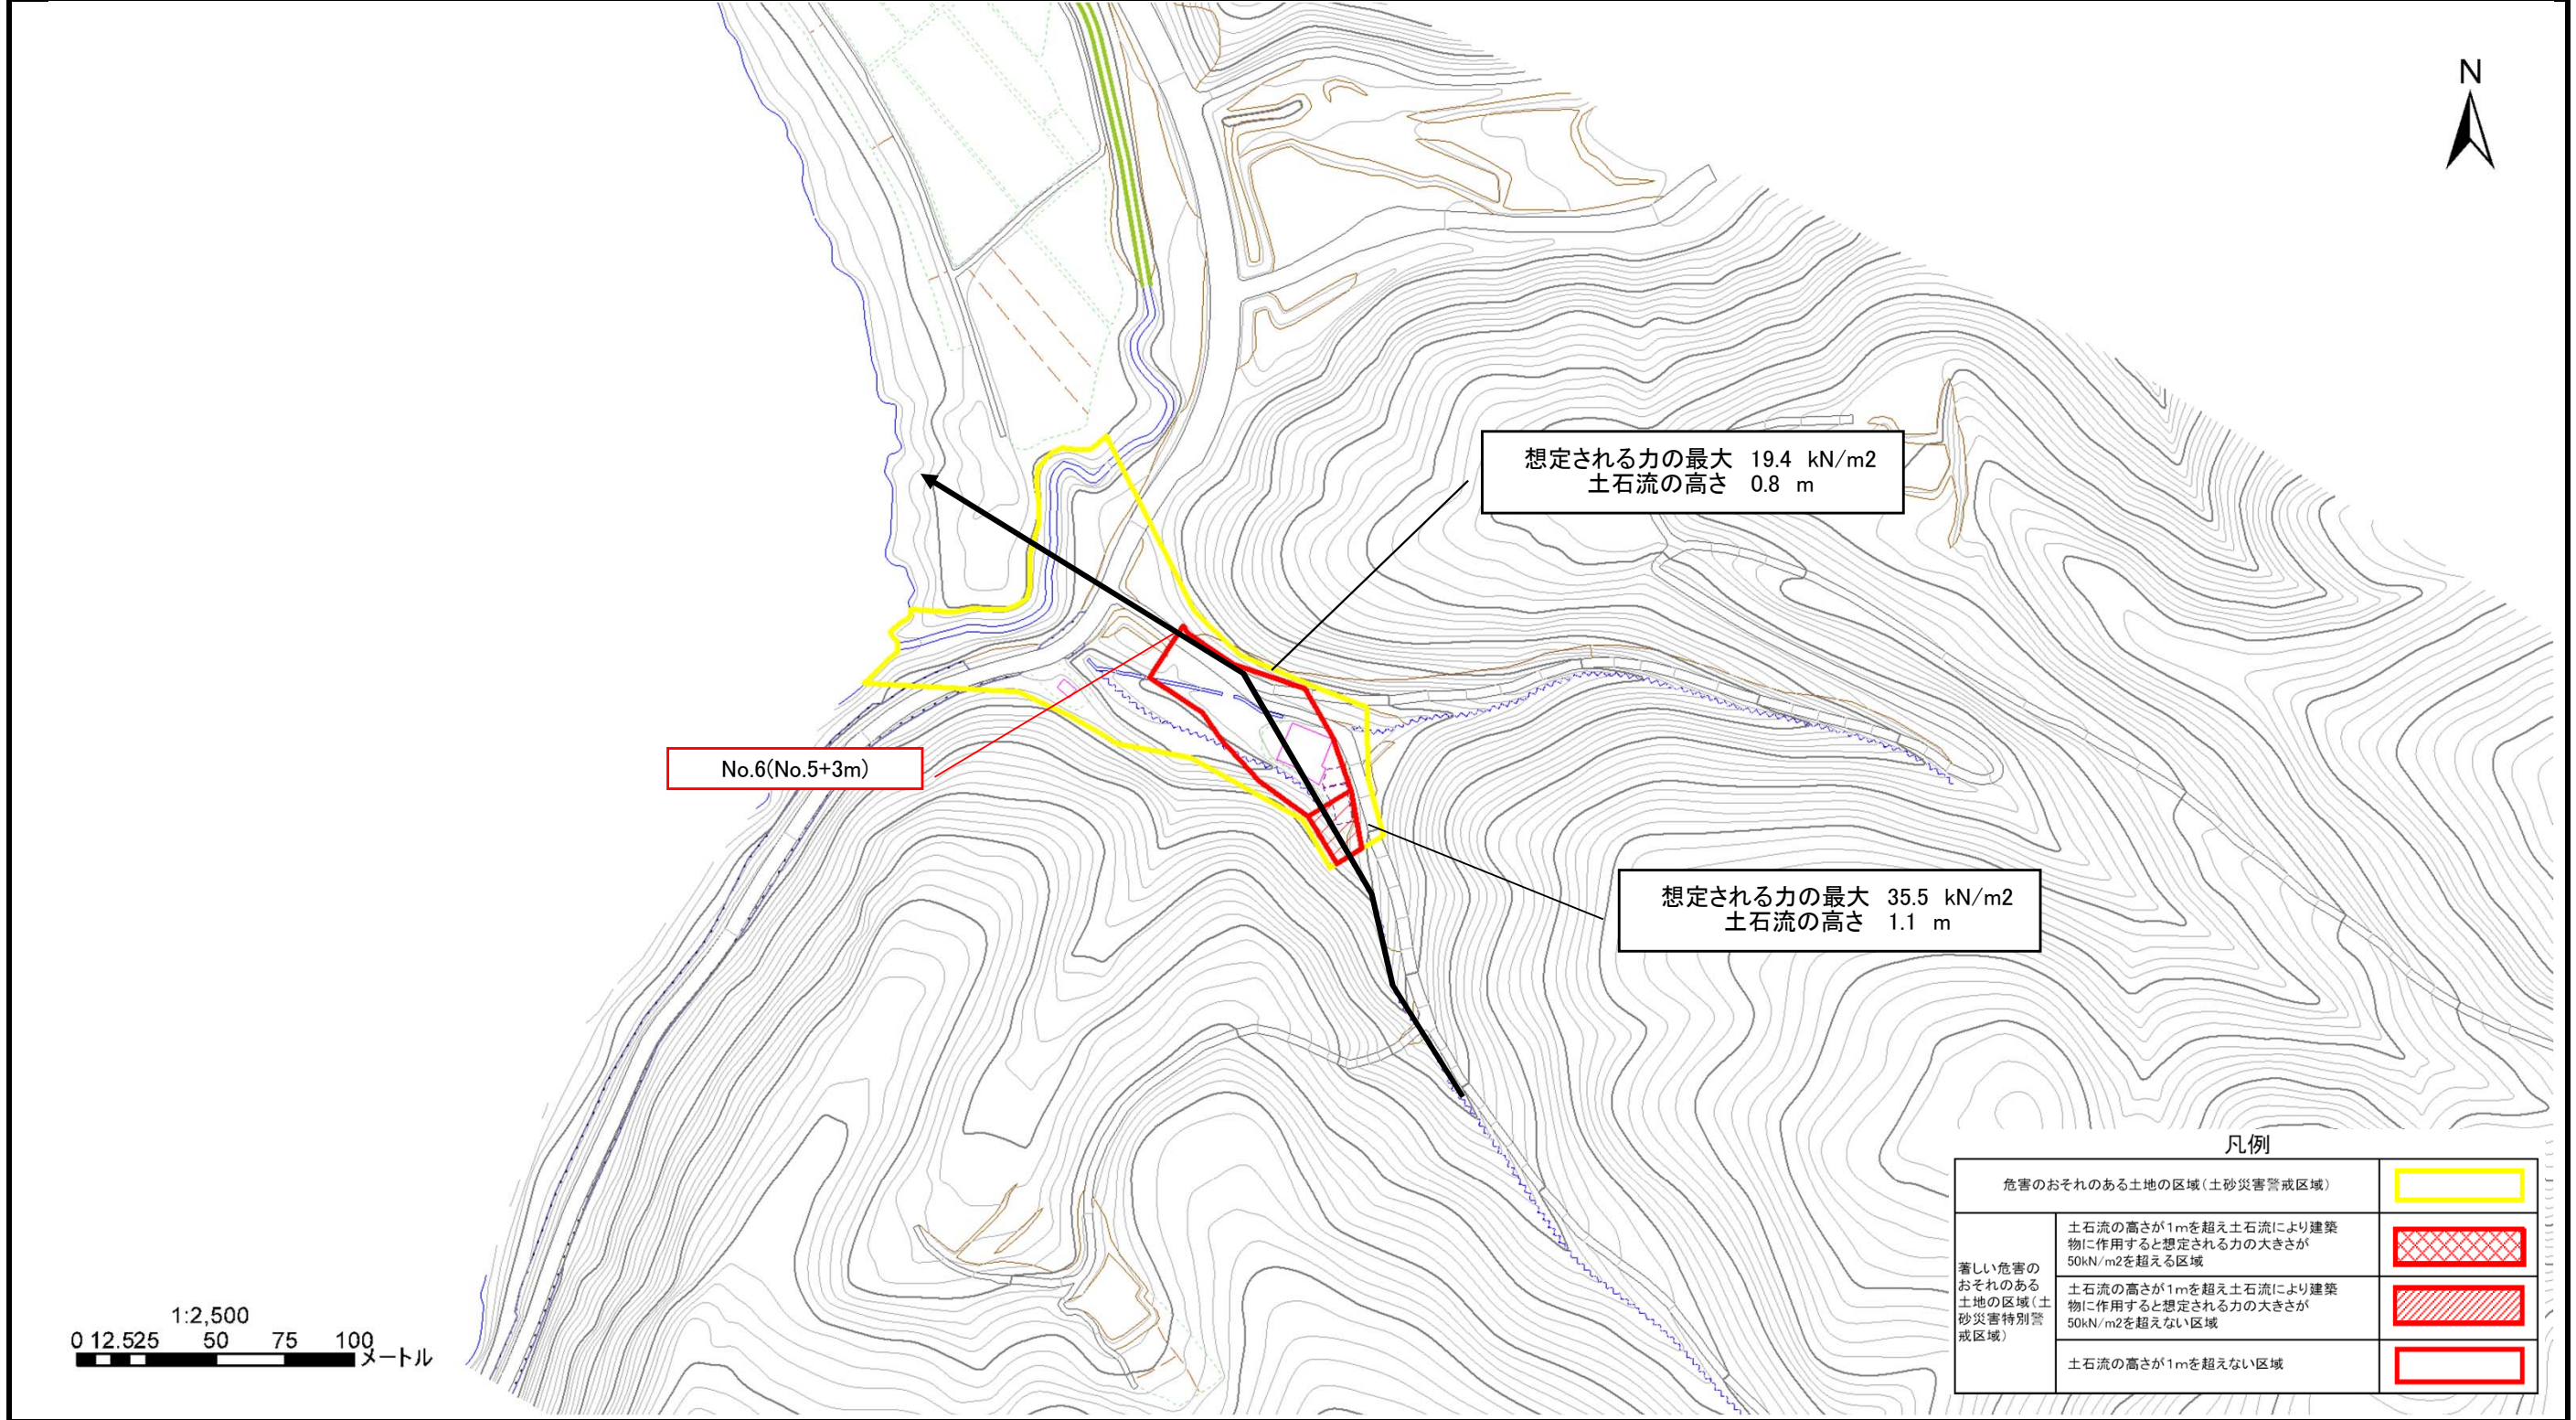 N
想定される力の最大 19.4 kN/m2
土石流の高さ 0.8 m
No.6(No.5+3m)
想定される力の最大 35.5 kN/m2
土石流の高さ 1.1 m
凡例
危害のおそれのある土地の区域(土砂災害警戒区域)
著しい危害の
おそれのある
土地の区域(土
砂災害特別警
戒区域)
土石流の高さが1mを超え土石流により建築
物に作用すると想定される力の大きさが
50kN/m2を超える区域
土石流の高さが1mを超え土石流により建築
物に作用すると想定される力の大きさが
50kN/m2を超えない区域
土石流の高さが1mを超えない区域
1:2,500
0 12.525 50 75 100
メートル